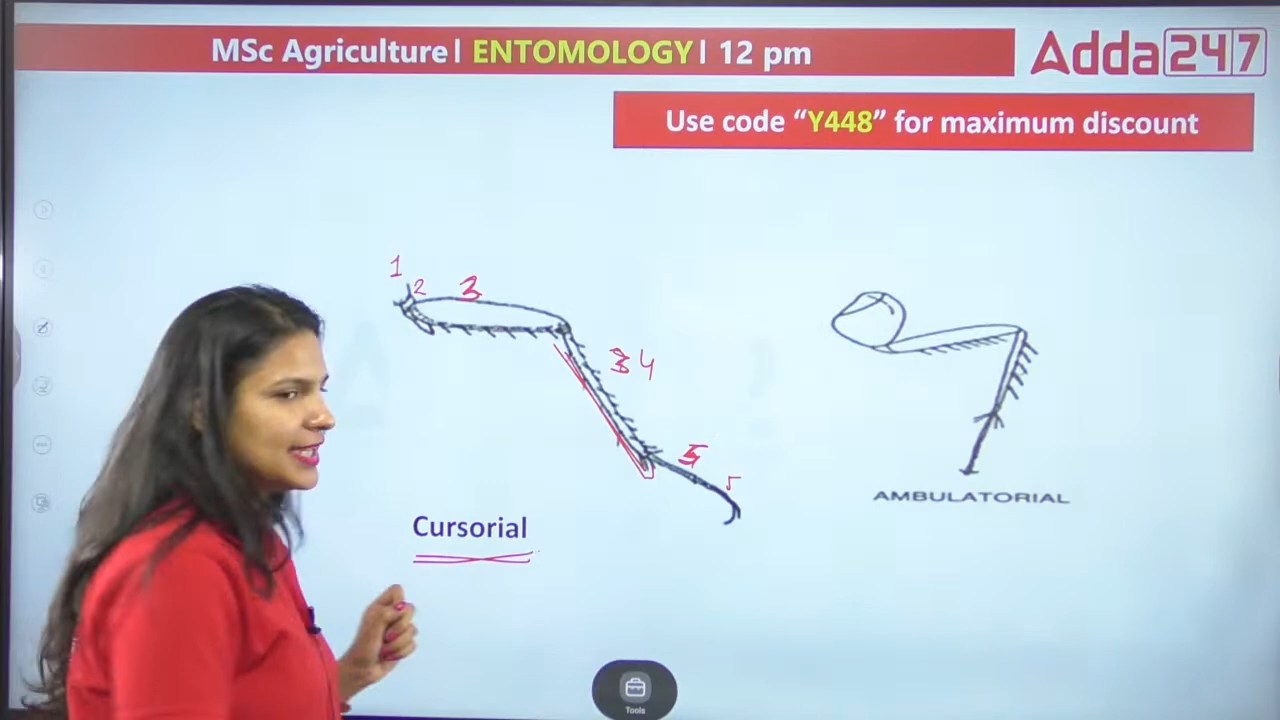 MSc Agriculture| ENTOMOLOGY| 12 pm
Adda247
Use code “Y448” for maximum discount
1
2
3
3 4
5
Cursorial
AMBULATORIAL
Tools